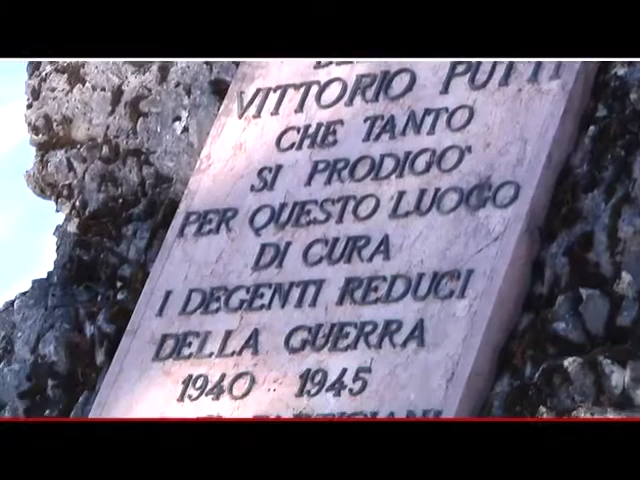 VITTORIO PUTTI
CHE TANTO
SI PRODIGO'
PER QUESTO LUOGO
DI CURA
I DEGENTI REDUCI
DELLA GUERRA
1940 1945